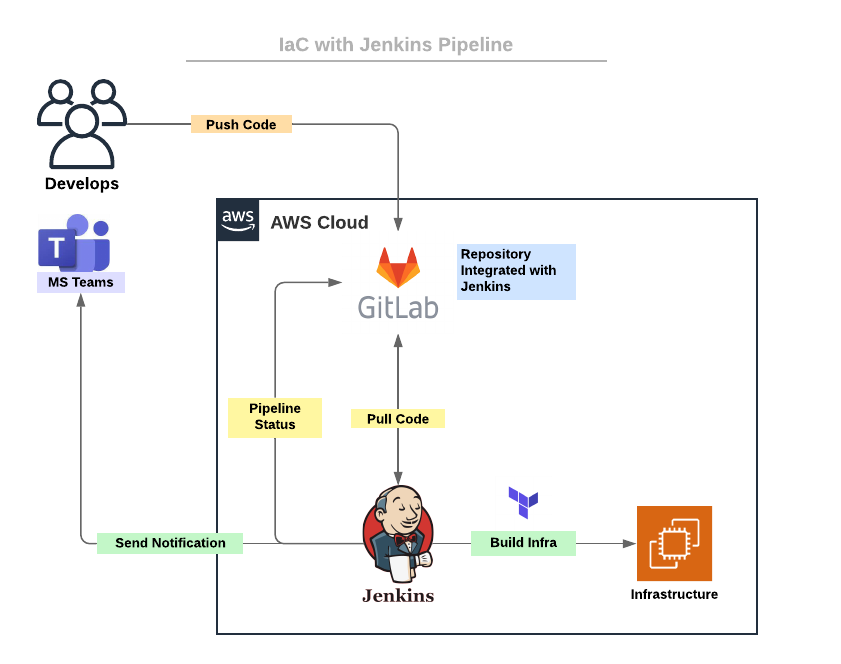 IaC with Jenkins Pipeline
Push Code
Develops
aws
AWS Cloud
T
MS Teams
GitLab
Repository
Integrated with
Jenkins
Pipeline
Status
Pull Code
Send Notification
Build Infra
Jenkins
Infrastructure